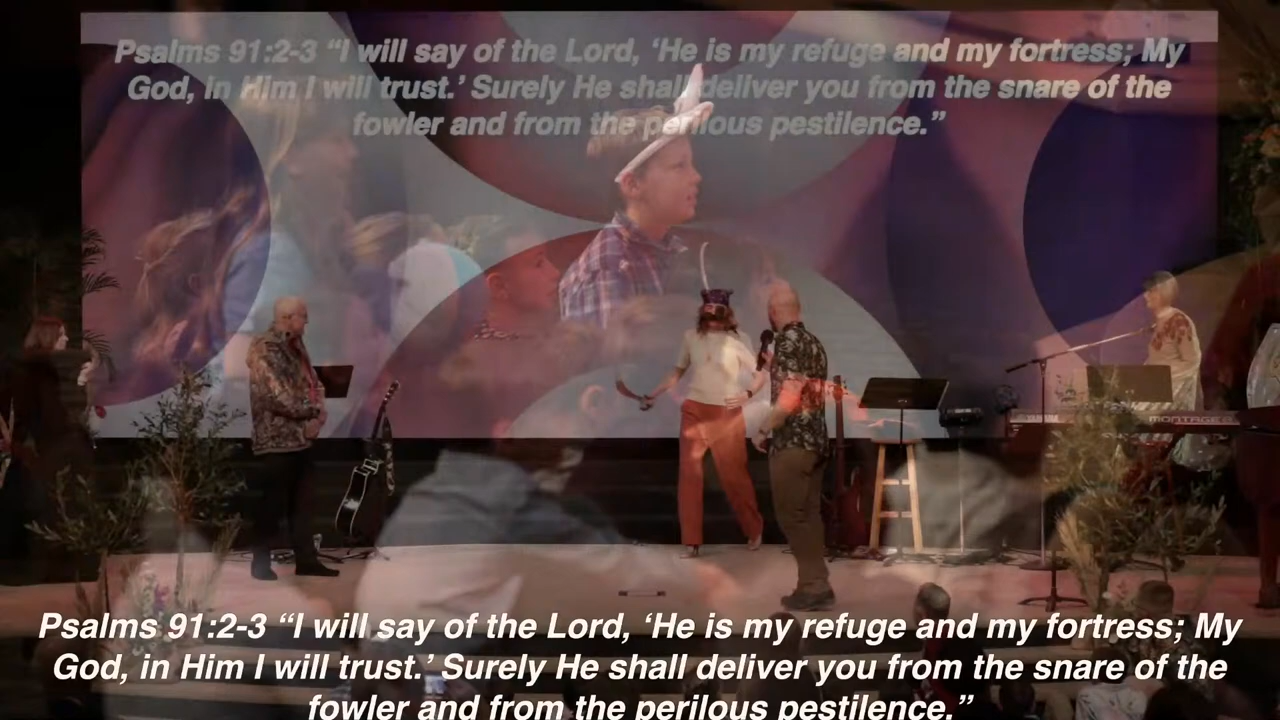 Psalms 91:2-3 “I will say of the Lord, ‘He is my refuge and my fortress; My
God, in Him I will trust.’ Surely He shall deliver you from the snare of the
fowler and from the perilous pestilence.”
MONTAGE
Psalms 91:2-3 “I will say of the Lord, ‘He is my refuge and my fortress; My
God, in Him I will trust.’ Surely He shall deliver you from the snare of the
fowler and from the perilous pestilence.”